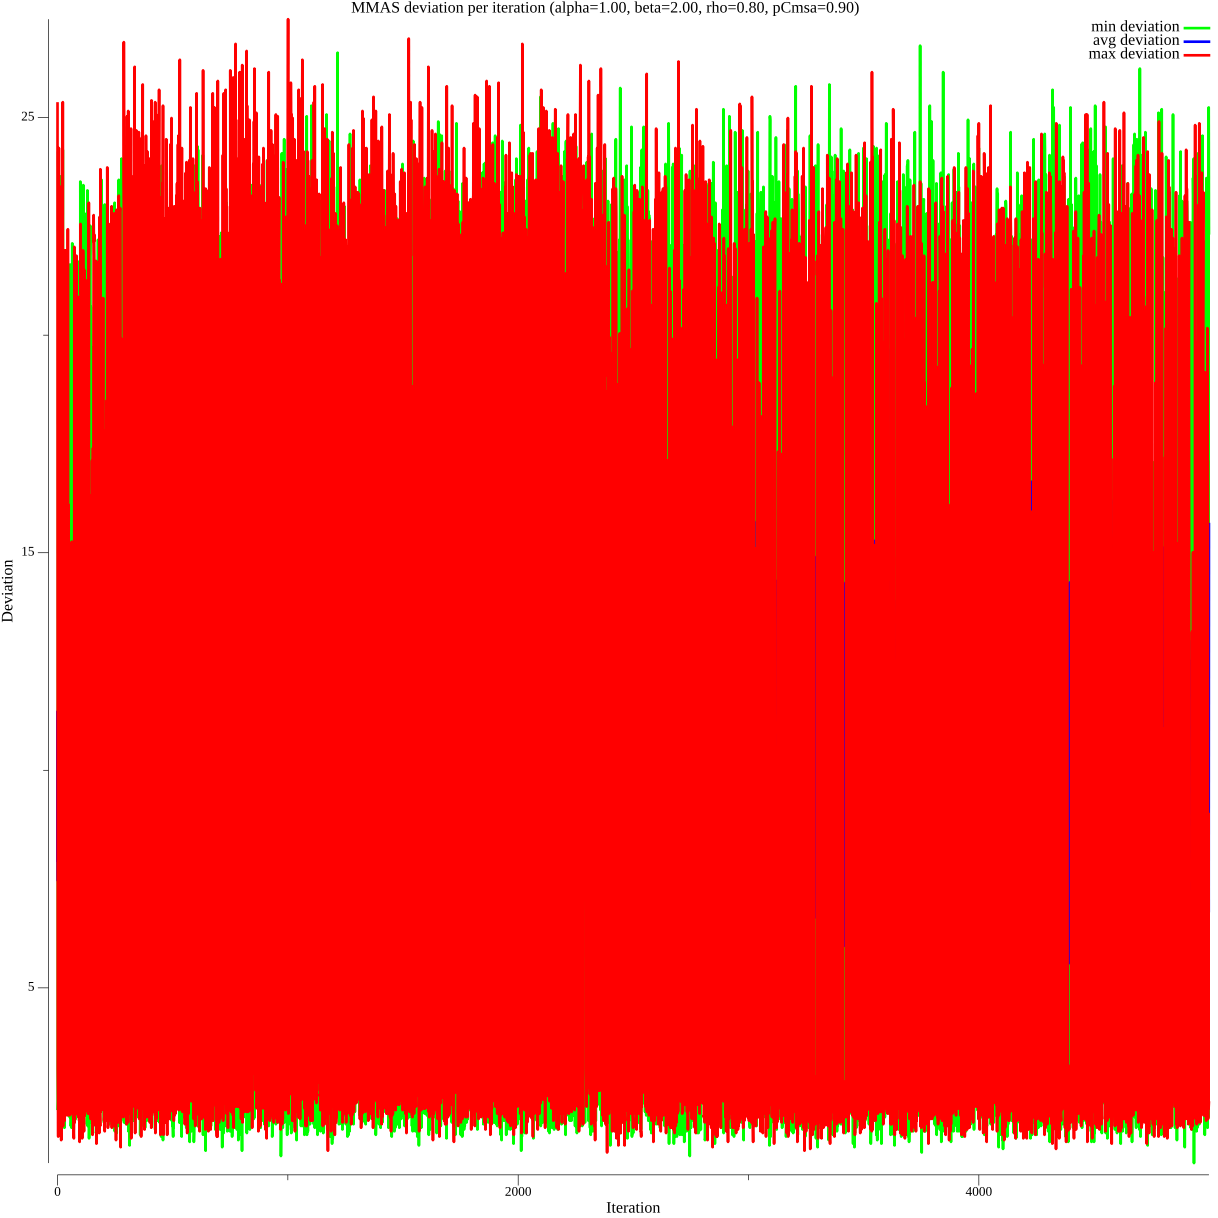 MMAS deviation per iteration (alpha=1.00, beta=2.00, rho=0.80, pCmsa=0.90)
min deviation
avg deviation
max deviation
25
15
5
Deviation
0
2000
4000
Iteration